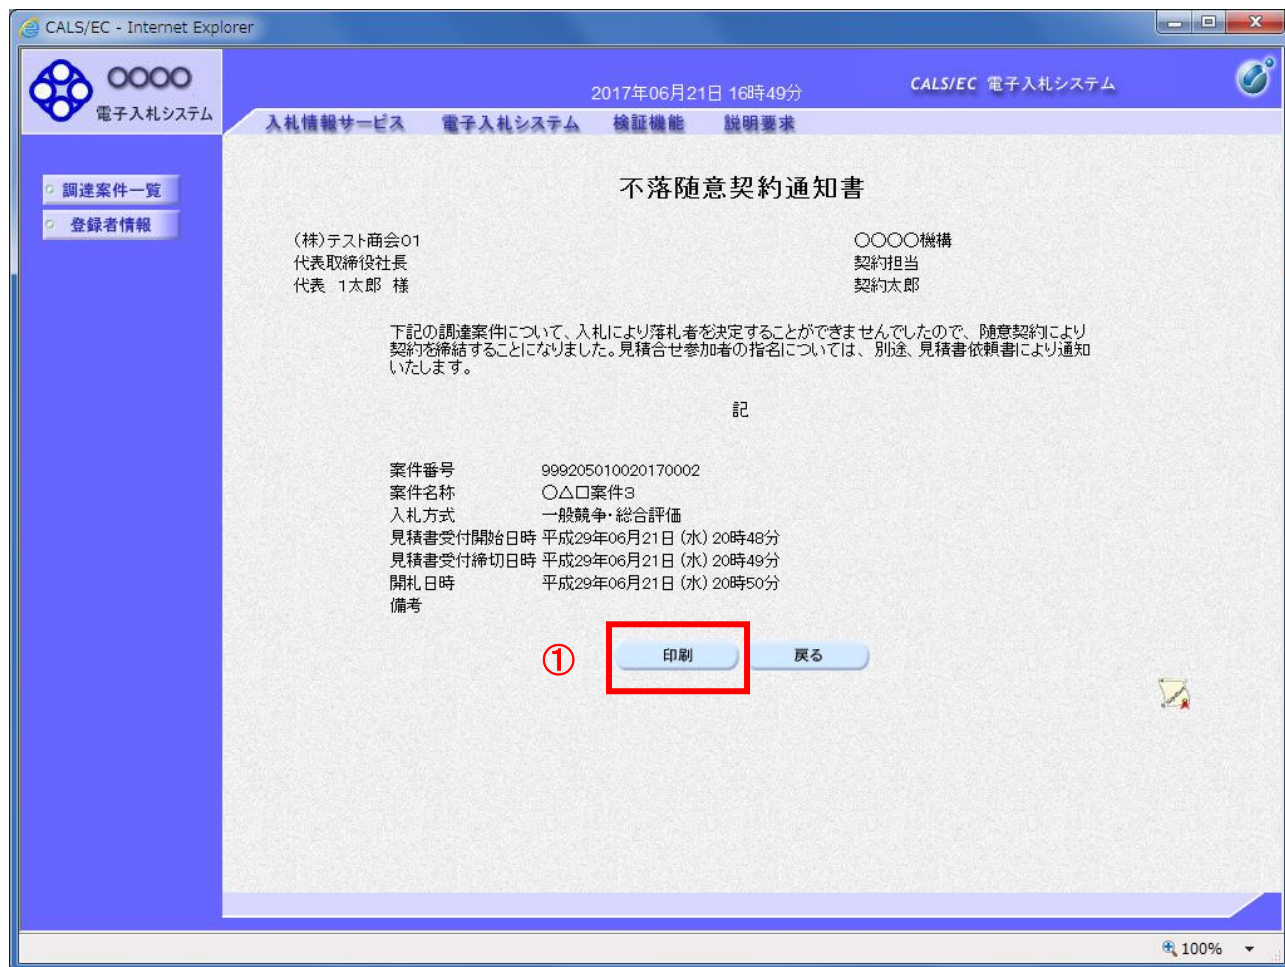 CALS/EC - Internet Explorer
○○○○
電子入札システム
2017年06月21日 16時49分
CALS/EC 電子入札システム
入札情報サービス 電子入札システム 検証機能 説明要求
調達案件一覧
登録者情報
不落随意契約通知書
(株)テスト商会01
代表取締役社長
代表 1太郎 様
○○○○機構
契約担当
契約太郎
下記の調達案件について、入札により落札者を決定することができませんでしたので、随意契約により
契約を締結することになりました。見積合せ参加者の指名については、別途、見積書依頼書により通知
いたします。
記
案件番号 999205010020170002
案件名称 ○△口案件3
入札方式 一般競争・総合評価
見積書受付開始日時 平成29年06月21日(水)20時48分
見積書受付締切日時 平成29年06月21日(水)20時49分
開札日時 平成29年06月21日(水)20時50分
備考
① 印刷 戻る
100%